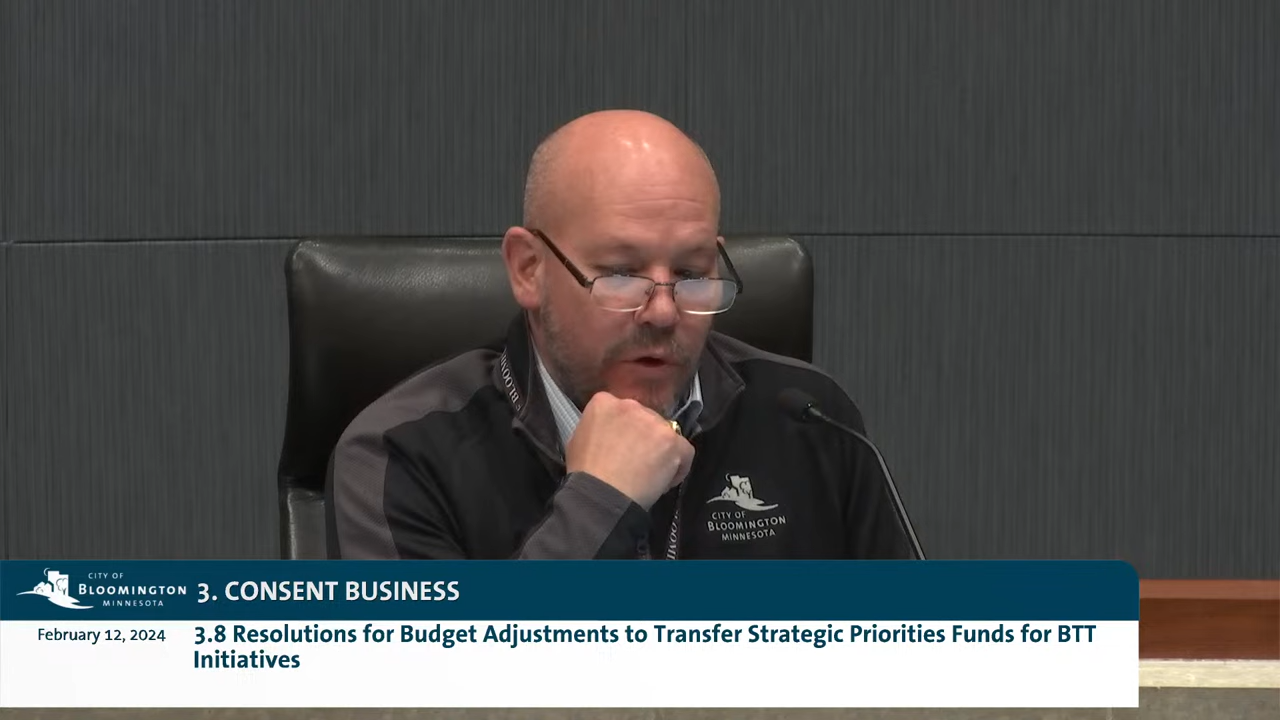 BLOOMI
CITY OF
BLOOMINGTON
MINNESOTA
CITY OF
BLOOMINGTON
MINNESOTA
3. CONSENT BUSINESS
February 12, 2024
3.8 Resolutions for Budget Adjustments to Transfer Strategic Priorities Funds for BTT
Initiatives